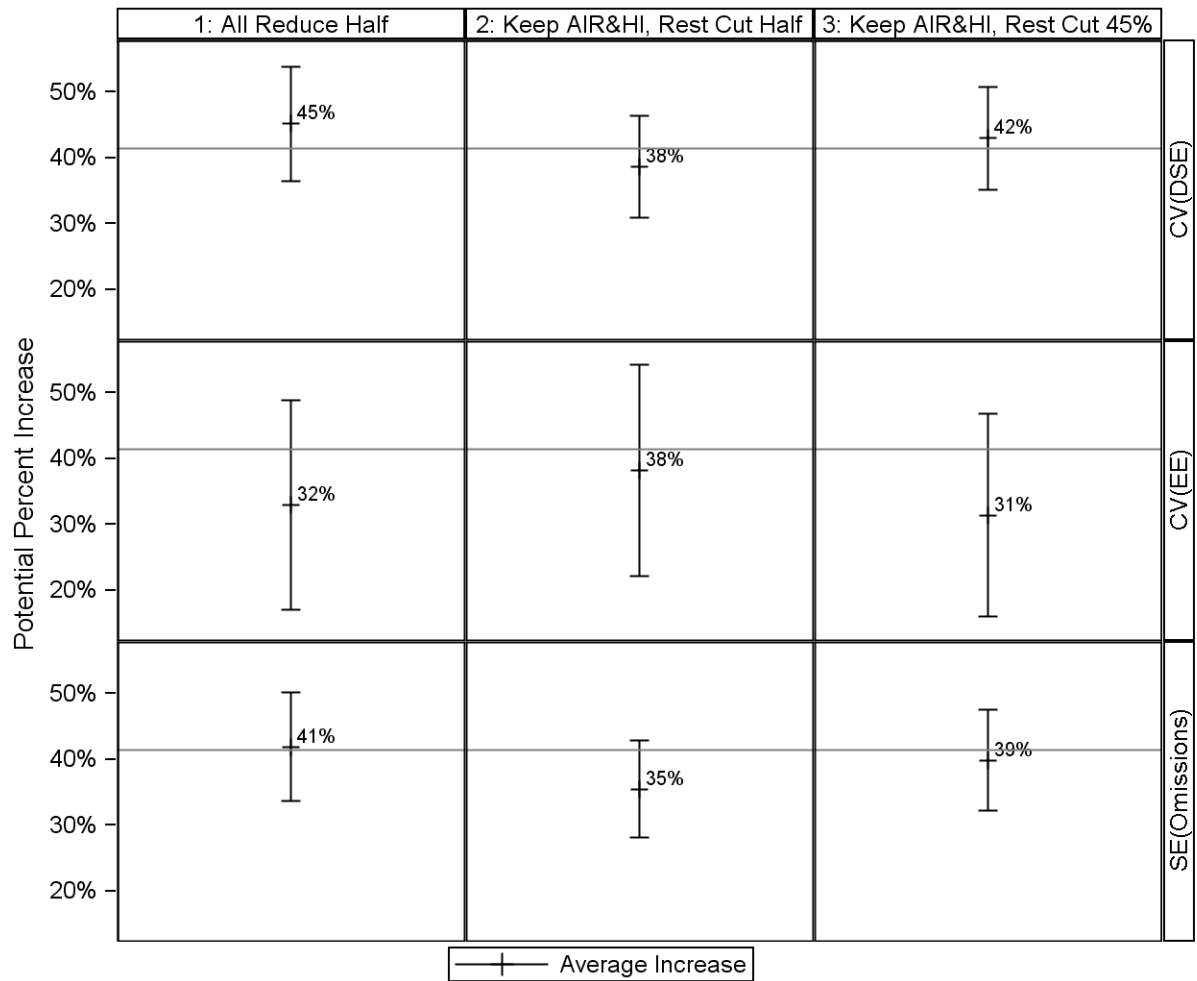 1: All Reduce Half
2: Keep AIR&HI, Rest Cut Half
3: Keep AIR&HI, Rest Cut 45%
Potential Percent Increase
50%
40%
30%
20%
45%
38%
42%
CV(DSE)
50%
40%
30%
20%
32%
38%
31%
CV(EE)
50%
40%
30%
20%
41%
35%
39%
SE(Omissions)
Average Increase